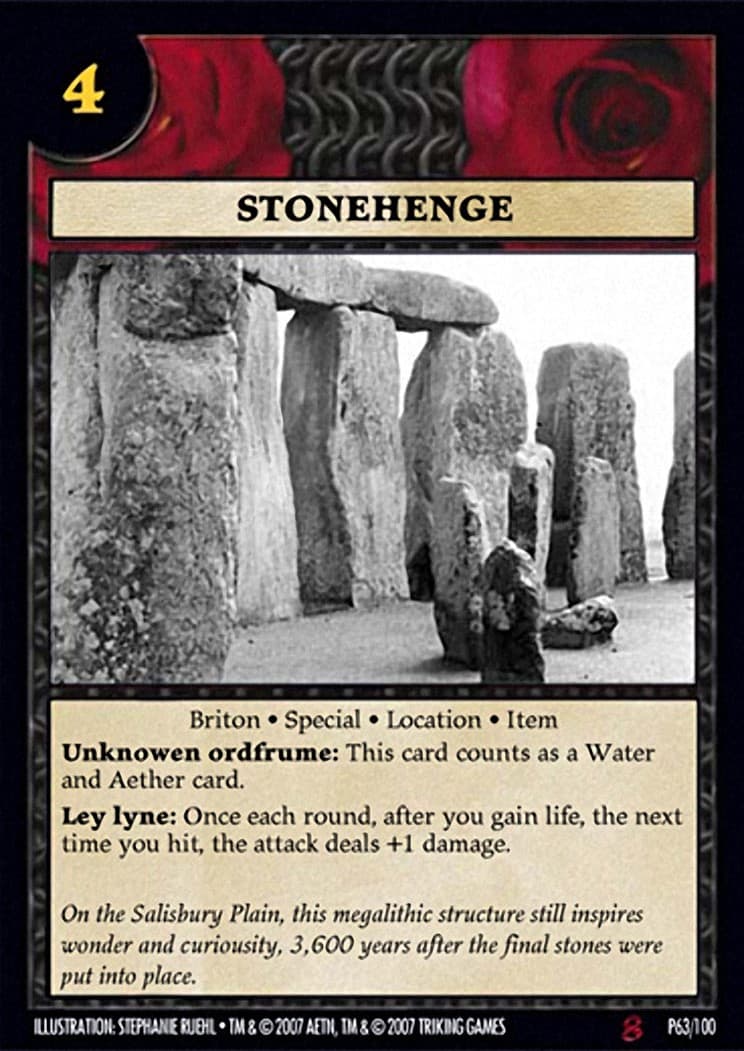 4
STONEHENGE
Briton • Special • Location • Item
Unknowen ordfrume: This card counts as a Water
and Aether card.
Ley lyne: Once each round, after you gain life, the next
time you hit, the attack deals +1 damage.
On the Salisbury Plain, this megalithic structure still inspires
wonder and curiousity, 3,600 years after the final stones were
put into place.
ILLUSTRATION: STEPHANIE RUEHL • TM & © 2007 AETN, TM & © 2007 TRIKING GAMES
P63/100